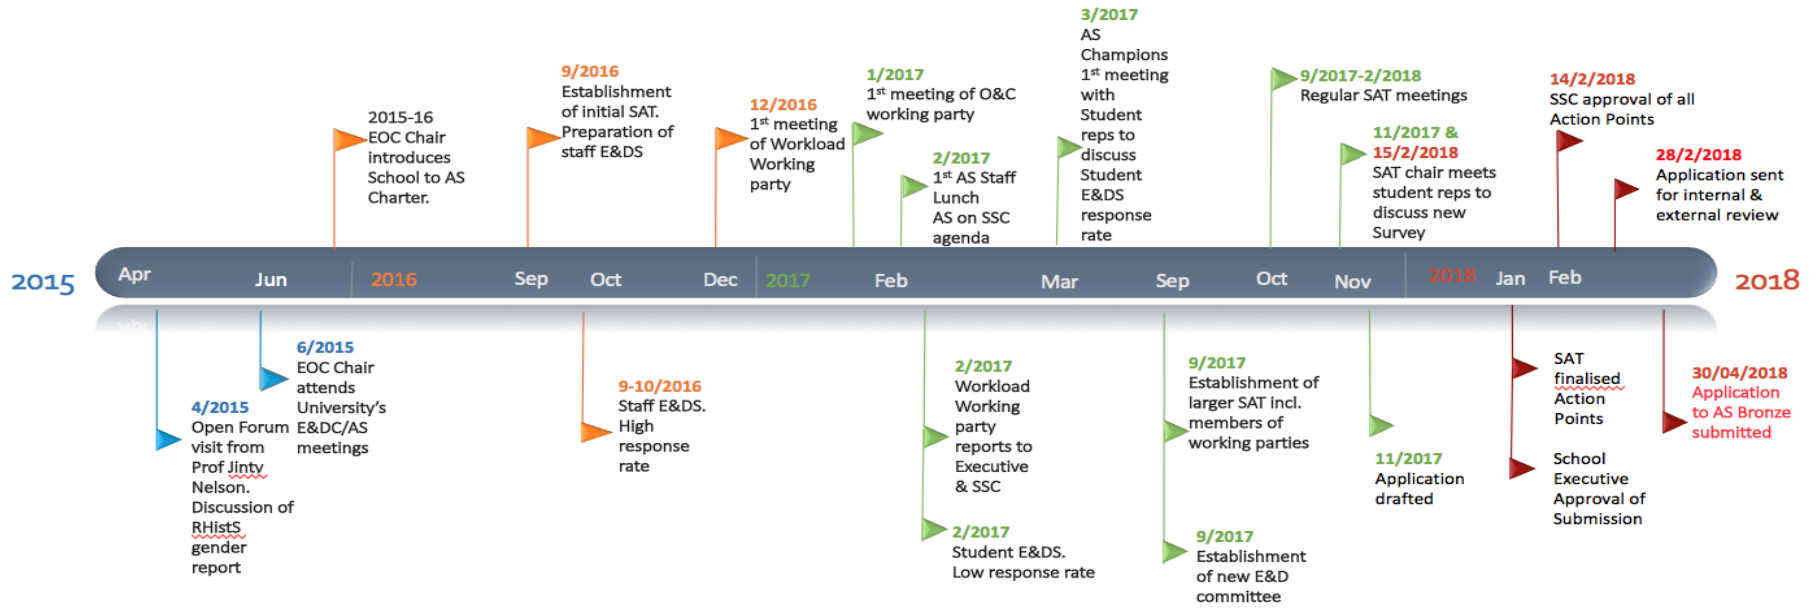 2015-16
EOC Chair
introduces
School to AS
Charter.
9/2016
Establishment
of initial SAT.
Preparation of
staff E&DS
12/2016
1st meeting
of Workload
Working
party
1/2017
1st meeting of O&C
working party
2/2017
1st AS Staff
Lunch
AS on SSC
agenda
3/2017
AS
Champions
1st meeting
with
Student
reps to
discuss
Student
E&DS
response
rate
9/2017-2/2018
Regular SAT meetings
11/2017 &
15/2/2018
SAT chair meets
student reps to
discuss new
Survey
14/2/2018
SSC approval of all
Action Points
28/2/2018
Application sent
for internal &
external review
2015
Apr
Jun
2016
Sep
Oct
Dec
2017
Feb
Mar
Sep
Oct
Nov
2018
Jan
Feb
2018
4/2015
Open Forum
visit from
Prof Jinty
Nelson.
Discussion of
RHistS
gender
report
6/2015
EOC Chair
attends
University's
E&DC/AS
meetings
9-10/2016
Staff E&DS.
High
response
rate
2/2017
Workload
Working
party
reports to
Executive
& SSC
2/2017
Student E&DS.
Low response rate
9/2017
Establishment of
larger SAT incl.
members of
working parties
9/2017
Establishment
of new E&D
committee
11/2017
Application
drafted
SAT
finalised
Action
Points
School
Executive
Approval of
Submission
30/04/2018
Application
to AS Bronze
submitted